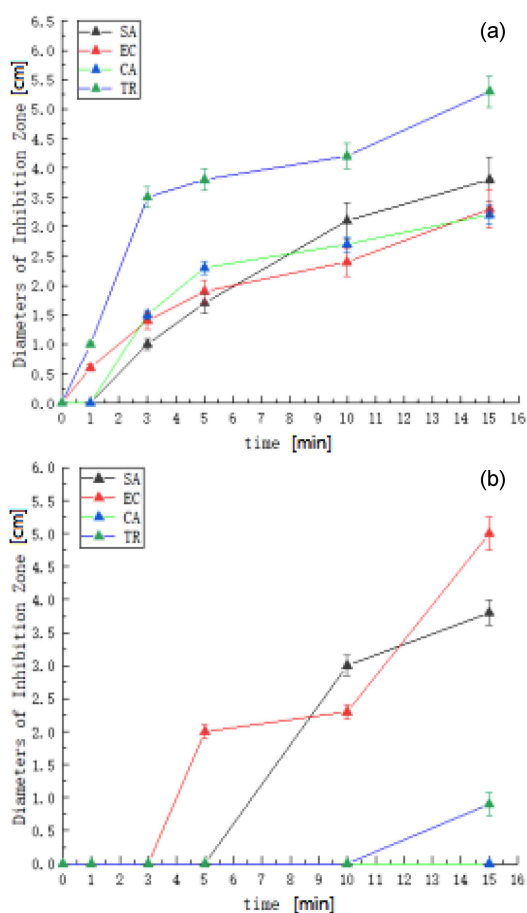 (a)
SA
EC
CA
TR
Diameters of Inhibition Zone [cm]
6.5
6.0
5.5
5.0
4.5
4.0
3.5
3.0
2.5
2.0
1.5
1.0
0.5
0.0
0 1 2 3 4 5 6 7 8 9 10 11 12 13 14 15 16
time [min]
(b)
SA
EC
CA
TR
Diameters of Inhibition Zone [cm]
6.0
5.5
5.0
4.5
4.0
3.5
3.0
2.5
2.0
1.5
1.0
0.5
0.0
0 1 2 3 4 5 6 7 8 9 10 11 12 13 14 15 16
time [min]